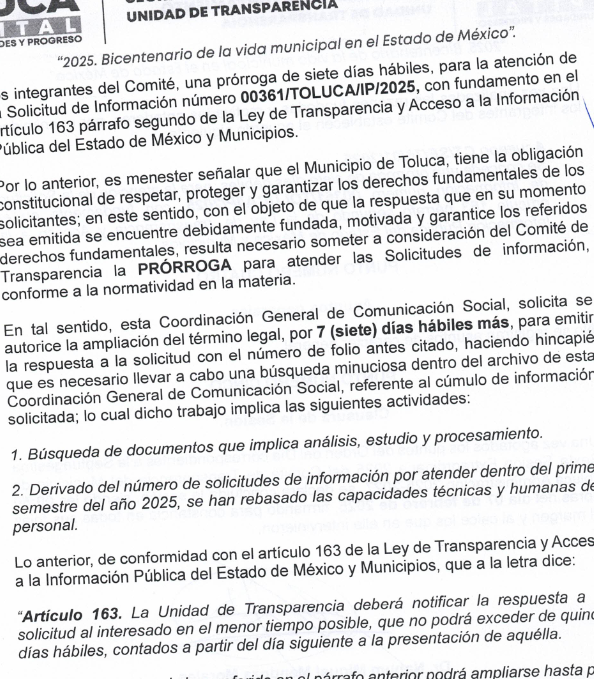 UNIDAD DE TRANSPARENCIA
ITAL
DES Y PROGRESO
“2025. Bicentenario de la vida municipal en el Estado de México”.
integrantes del Comité, una prórroga de siete días hábiles, para la atención de
Solicitud de Información número 00361/TOLUCA/IP/2025, con fundamento en el
rtículo 163 párrafo segundo de la Ley de Transparencia y Acceso a la Información
Pública del Estado de México y Municipios.
Por lo anterior, es menester señalar que el Municipio de Toluca, tiene la obligación
constitucional de respetar, proteger y garantizar los derechos fundamentales de los
solicitantes; en este sentido, con el objeto de que la respuesta que en su momento
sea emitida se encuentre debidamente fundada, motivada y garantice los referidos
derechos fundamentales, resulta necesario someter a consideración del Comité de
Transparencia la PRÓRROGA para atender las Solicitudes de información,
conforme a la normatividad en la materia.
En tal sentido, esta Coordinación General de Comunicación Social, solicita se
autorice la ampliación del término legal, por 7 (siete) días hábiles más, para emitir
la respuesta a la solicitud con el número de folio antes citado, haciendo hincapié
que es necesario llevar a cabo una búsqueda minuciosa dentro del archivo de esta
Coordinación General de Comunicación Social, referente al cúmulo de información
solicitada; lo cual dicho trabajo implica las siguientes actividades:
1. Búsqueda de documentos que implica análisis, estudio y procesamiento.
2. Derivado del número de solicitudes de información por atender dentro del prime
semestre del año 2025, se han rebasado las capacidades técnicas y humanas de
personal.
Lo anterior, de conformidad con el artículo 163 de la Ley de Transparencia y Acces
a la Información Pública del Estado de México y Municipios, que a la letra dice:
“Artículo 163. La Unidad de Transparencia deberá notificar la respuesta a
solicitud al interesado en el menor tiempo posible, que no podrá exceder de quin
días hábiles, contados a partir del día siguiente a la presentación de aquélla.
en el párrafo anterior podrá ampliarse hasta p